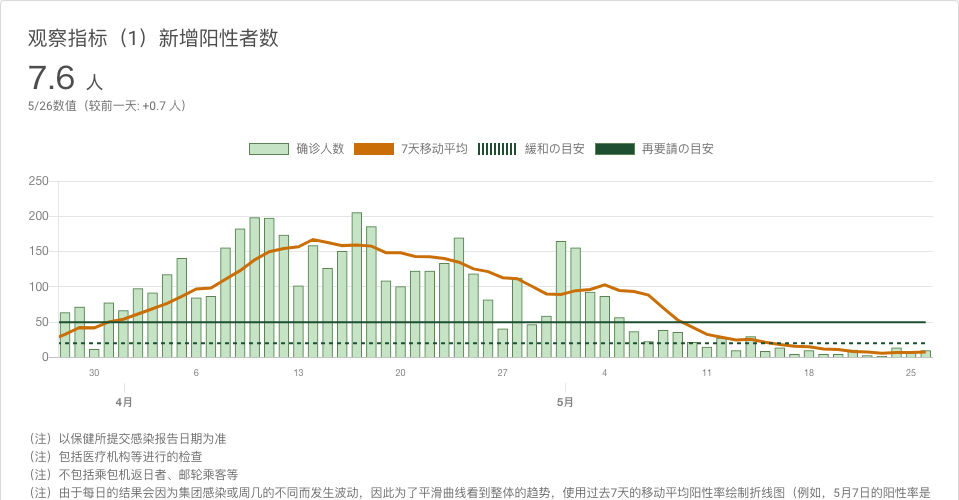 观察指标（1）新增阳性者数
7.6 人
5/26数值（较前一天: +0.7 人）
确诊人数 7天移动平均 緩和の目安 再要請の目安
250
200
150
100
50
0
30 6 13 20 27 4 11 18 25
4月 5月
（注）以保健所提交感染报告日期为准
（注）包括医疗机构等进行的检查
（注）不包括乘包机返日者、邮轮乘客等
（注）由于每日的结果会因为集团感染或周几的不同而发生波动，因此为了平滑曲线看到整体的趋势，使用过去7天的移动平均阳性率绘制折线图（例如，5月7日的阳性率是